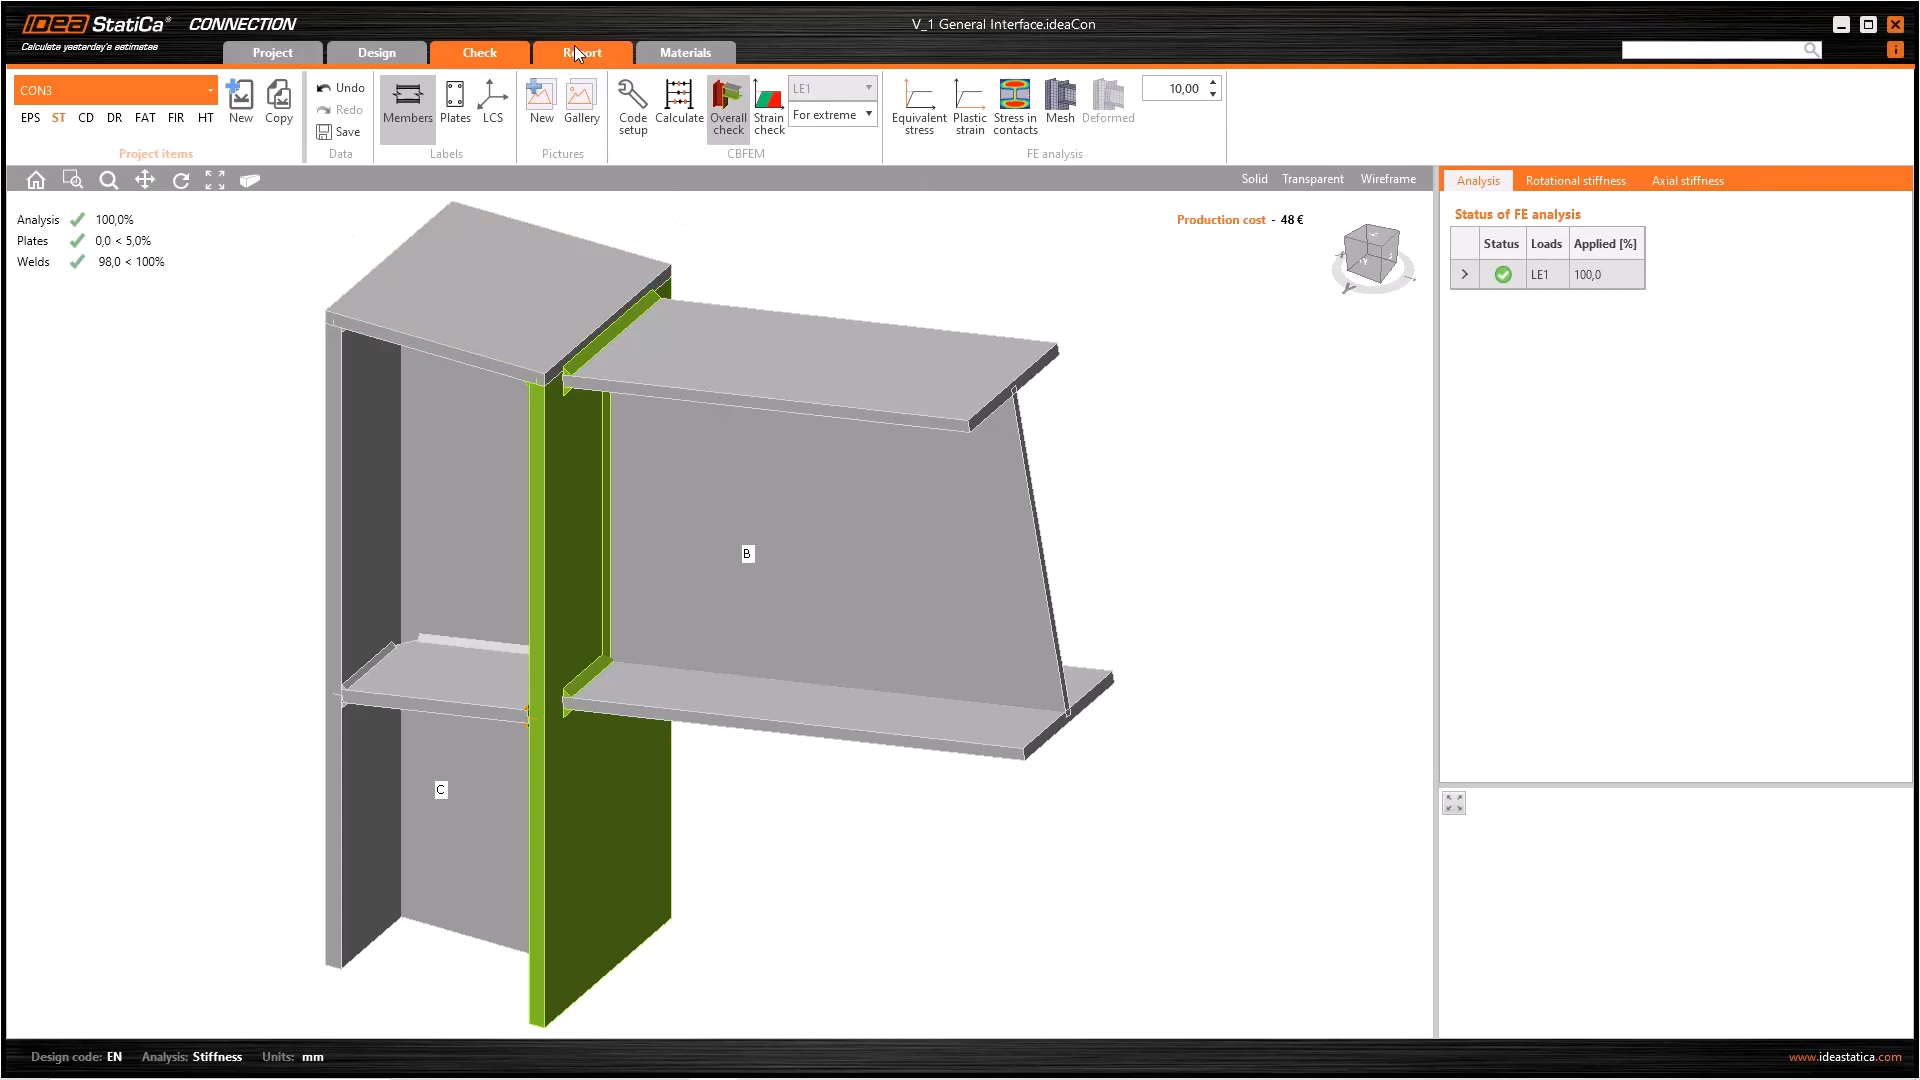 IDEA StatiCa® CONNECTION
Calculate yesterday's estimates
V_1 General Interface.ideaCon
Project
Design
Check
Report
Materials
CON3
EPS ST CD DR FAT FIR HT
New
Copy
Project items
Undo
Redo
Save
Data
Members
Plates
LCS
Labels
New
Gallery
Pictures
Code setup
Calculate
Overall check
Strain check
LE1
For extreme
CBFEM
Equivalent stress
Plastic strain
Stress in contacts
Mesh
Deformed
10,00
FE analysis
Solid Transparent Wireframe
Analysis 100,0%
Plates 0,0 < 5,0%
Welds 98,0 < 100%
Production cost - 48 €
B
C
Analysis Rotational stiffness Axial stiffness
Status of FE analysis
Status Loads Applied [%]
> LE1 100,0
Design code: EN Analysis: Stiffness Units: mm
www.ideastatica.com